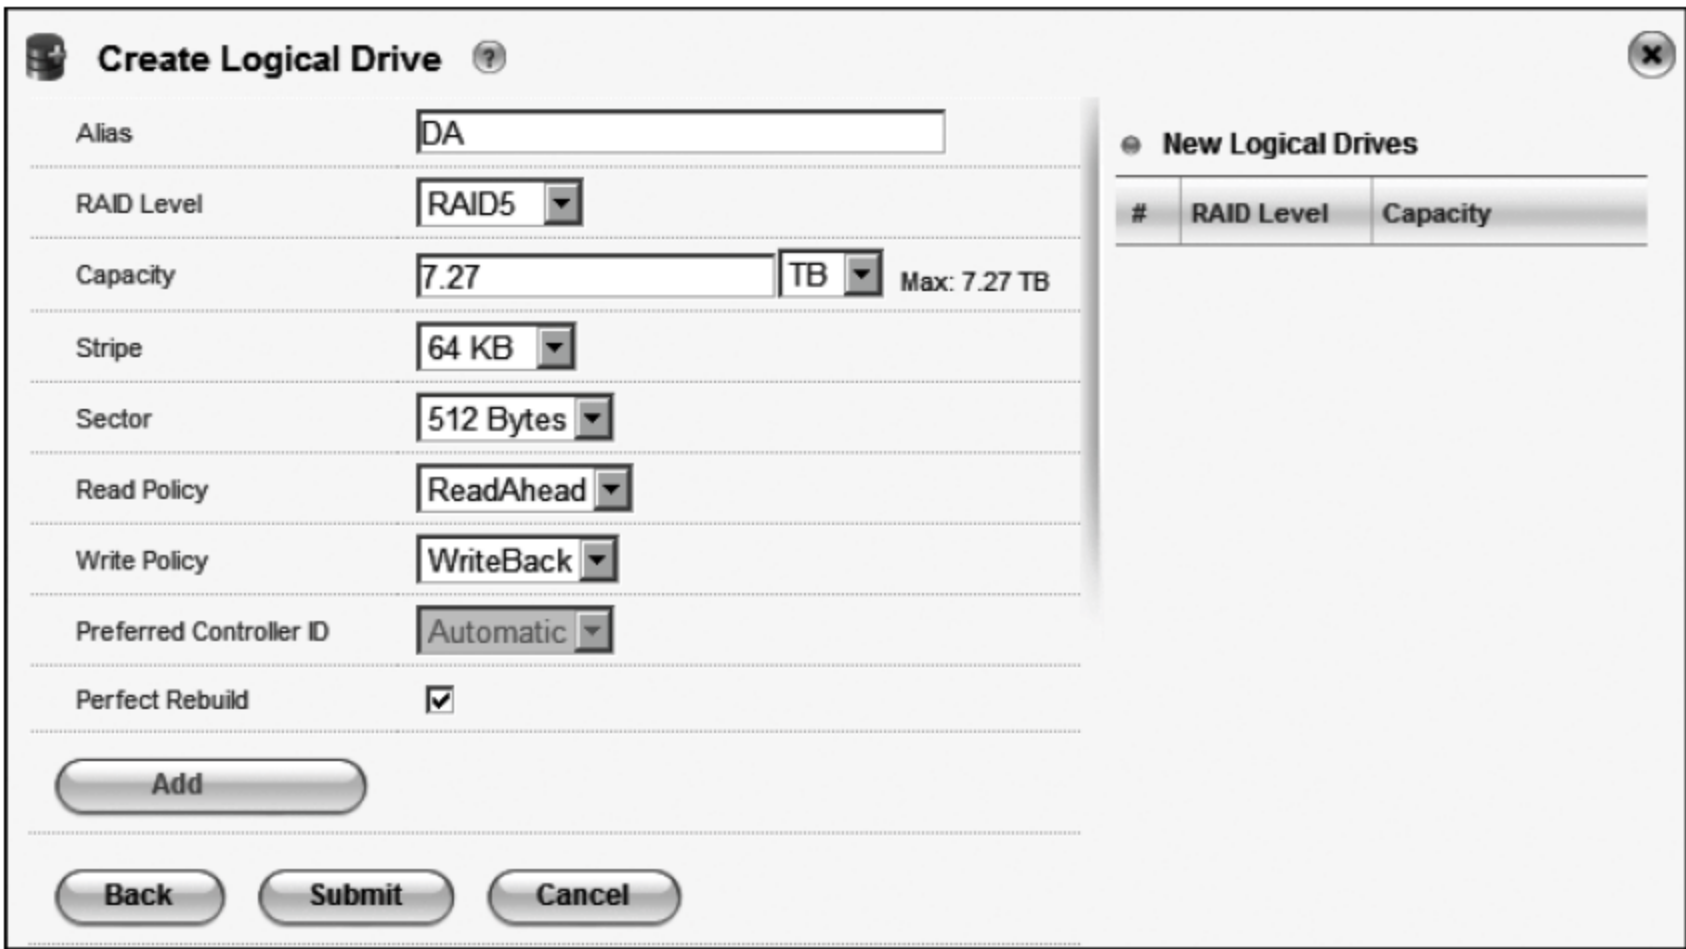 Create Logical Drive ?
Alias DA
RAID Level RAID5
Capacity 7.27 TB Max: 7.27 TB
Stripe 64 KB
Sector 512 Bytes
Read Policy ReadAhead
Write Policy WriteBack
Preferred Controller ID Automatic
Perfect Rebuild
Add
Back Submit Cancel
New Logical Drives
# RAID Level Capacity